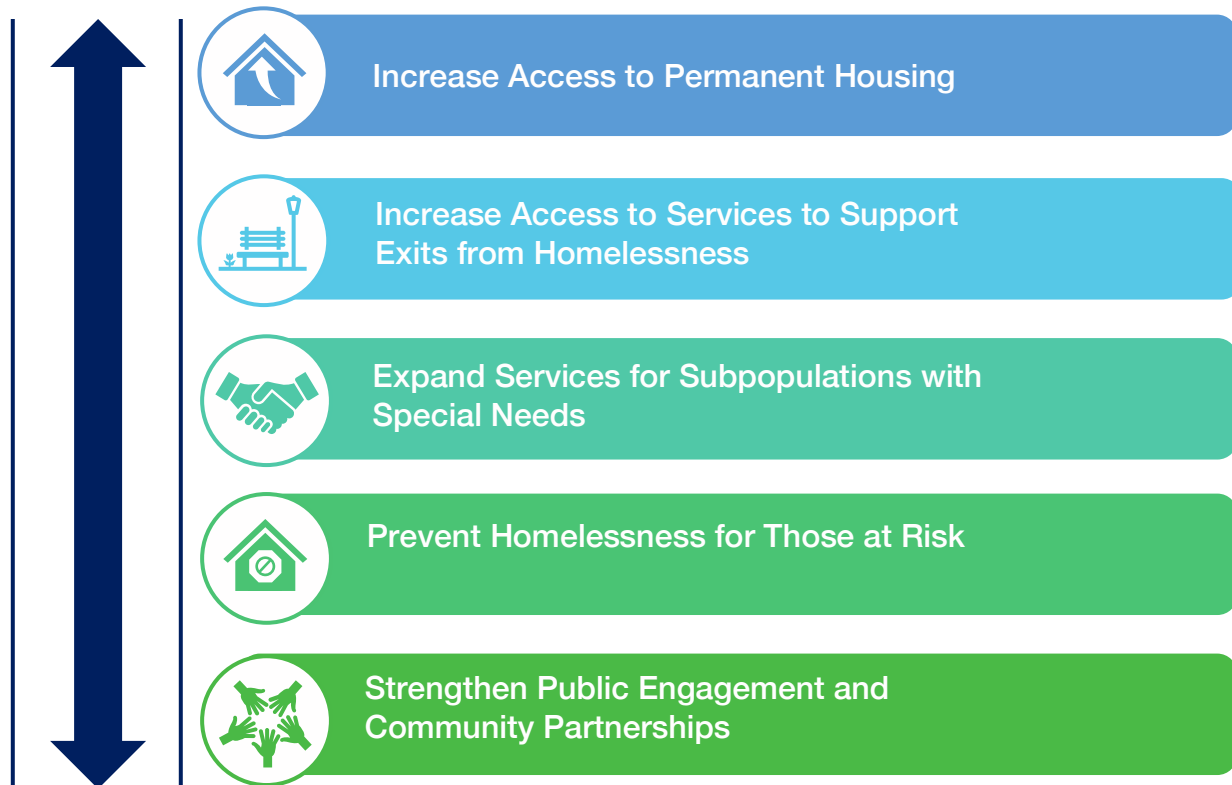 Increase Access to Permanent Housing
Increase Access to Services to Support
Exits from Homelessness
Expand Services for Subpopulations with
Special Needs
Prevent Homelessness for Those at Risk
Strengthen Public Engagement and
Community Partnerships